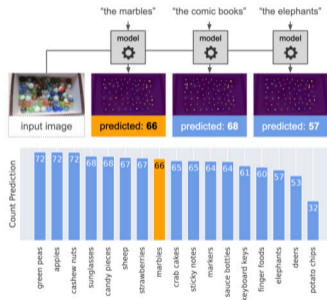 "the marbles" "the comic books" "the elephants"
model model model
input image predicted: 66 predicted: 68 predicted: 57
Count Prediction
72 72 72 68 68 67 67 66 65 65 64 64 61 60 57 53 32
green peas
apples
cashew nuts
sunglasses
candy pieces
sheep
strawberries
marbles
crab cakes
sticky notes
markers
sauce bottles
keyboard keys
finger foods
elephants
deers
potato chips